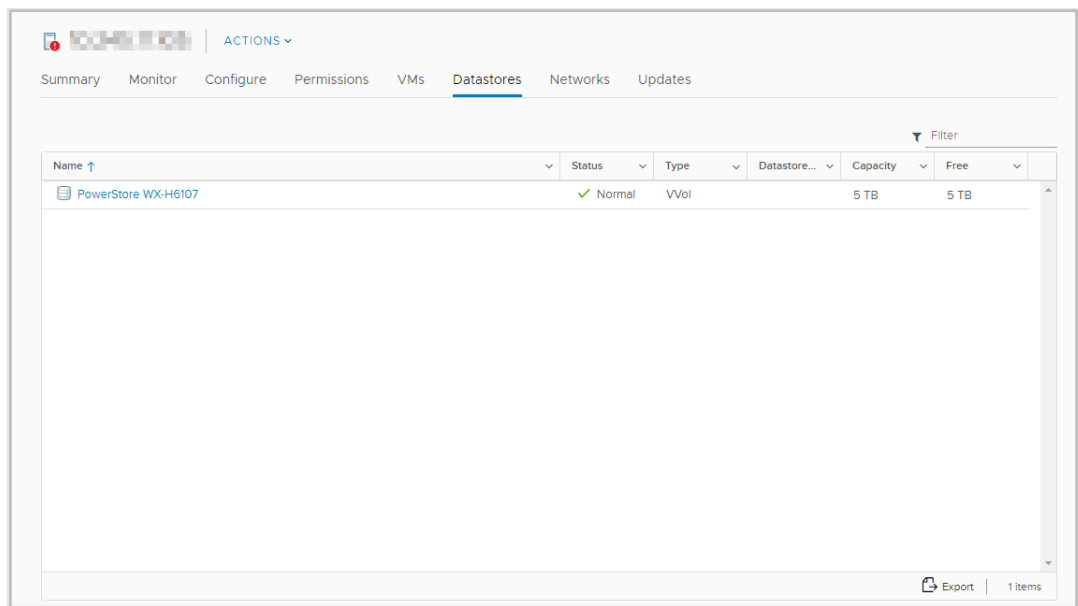 ACTIONS
Summary Monitor Configure Permissions VMs Datastores Networks Updates
Filter
Name Status Type Datastore... Capacity Free
PowerStore WX-H6107 Normal VVol 5 TB 5 TB
Export 1 items